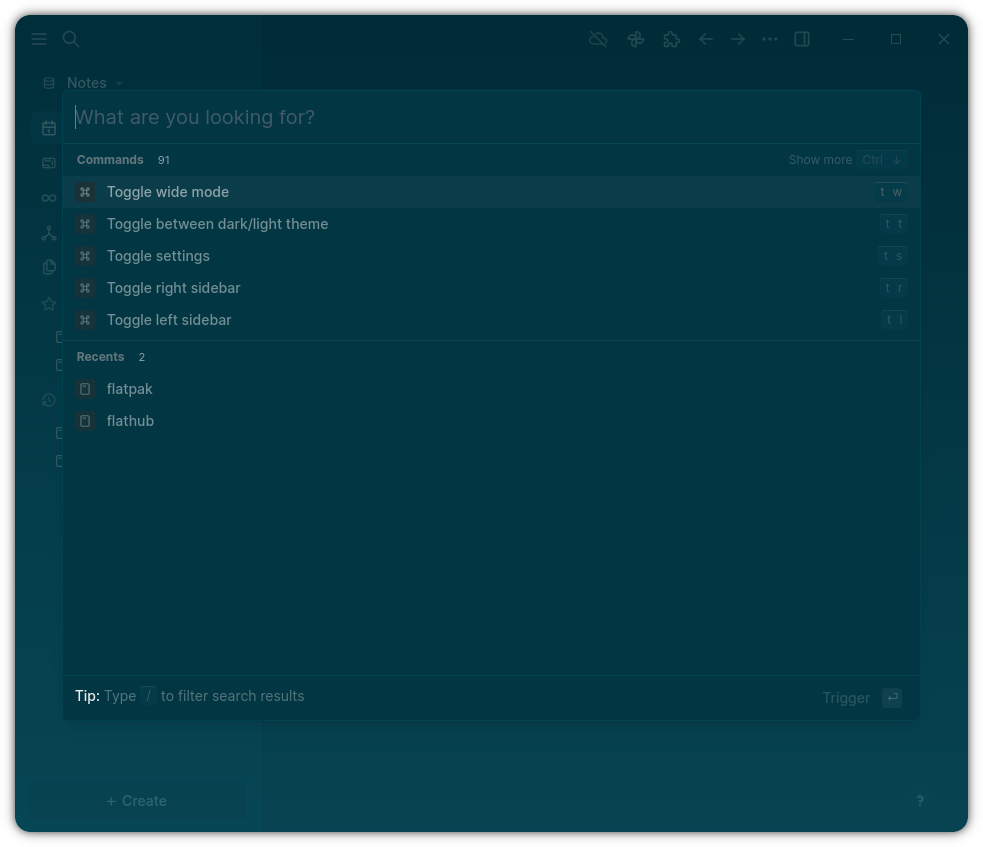 Notes
What are you looking for?
Commands 91 Show more Ctrl ↓
Toggle wide mode t w
Toggle between dark/light theme t t
Toggle settings t s
Toggle right sidebar t r
Toggle left sidebar t l
Recents 2
flatpak
flathub
Tip: Type / to filter search results Trigger
+ Create ?